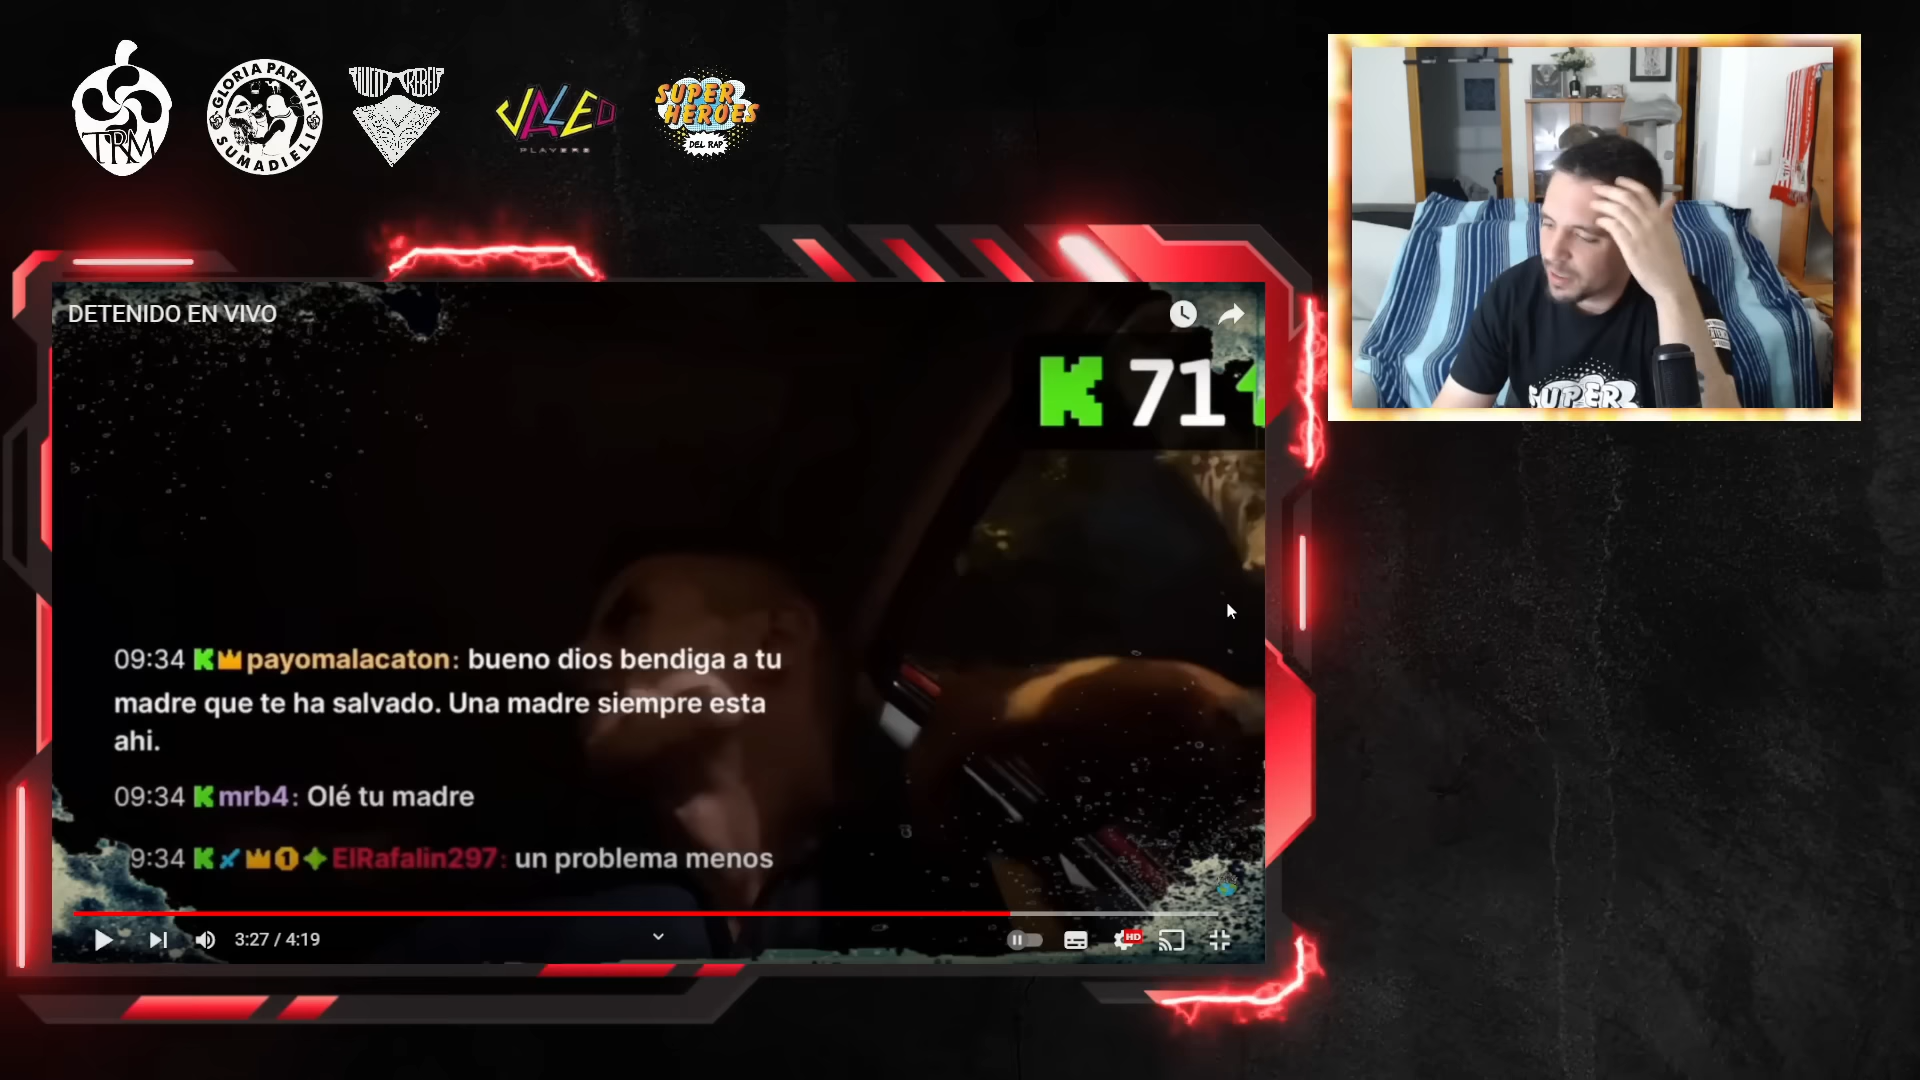 TRM
GLORIA PARA TI
SUMADIELI
JALEO
PLAYERS
SUPER
HEROES
DEL RAP
DETENIDO EN VIVO
K 71
09:34 payomalacaton: bueno dios bendiga a tu
madre que te ha salvado. Una madre siempre esta
ahi.
09:34 mrb4: Olé tu madre
9:34 ElRafalin297: un problema menos
3:27 / 4:19
HD
SUPER